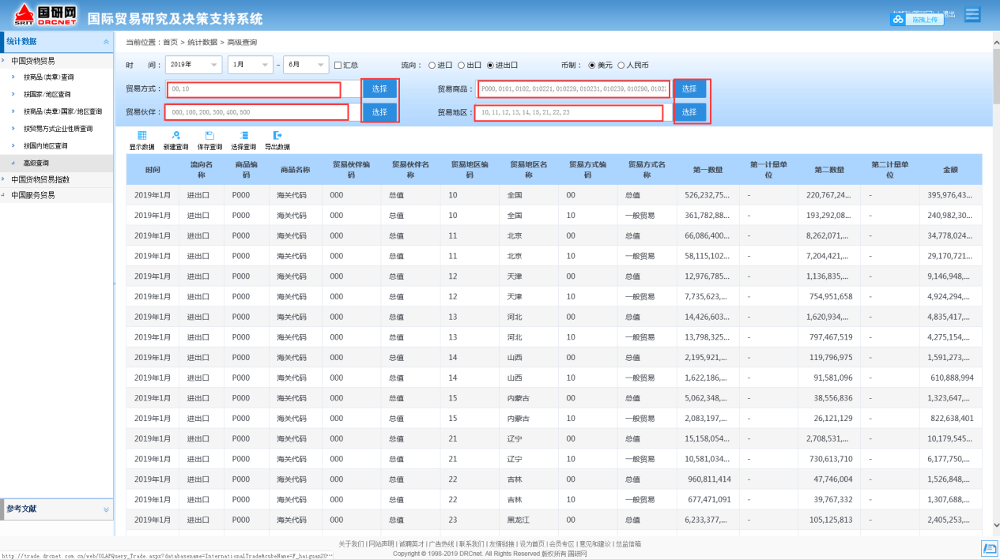 国研网
SRIT DRCNET
国际贸易研究及决策支持系统
拖拽上传
统计数据
中国货物贸易
按商品(类章)查询
按国家/地区查询
按商品(类章)国家/地区查询
按贸易方式企业性质查询
按国内地区查询
高级查询
中国货物贸易指数
中国服务贸易
参考文献
当前位置：首页 > 统计数据 > 高级查询
时 间： 2019年 1月 - 6月 汇总 流向： 进口 出口 进出口 币制： 美元 人民币
贸易方式： 00, 10 选择 贸易商品： P000, 0101, 0102, 010221, 010229, 010231, 010239, 010290, 0102 选择
贸易伙伴： 000, 100, 200, 300, 400, 500 选择 贸易地区： 10, 11, 12, 13, 14, 15, 21, 22, 23 选择
显示数据 新建查询 保存查询 选择查询 导出数据
时间 流向名称 商品编码 商品名称 贸易伙伴编码 贸易伙伴名称 贸易地区编码 贸易地区名称 贸易方式编码 贸易方式名称 第一数量 第一计量单位 第二数量 第二计量单位 金额
2019年1月 进出口 P000 海关代码 000 总值 10 全国 00 总值 526,232,75... - 220,767,24... - 395,976,43...
2019年1月 进出口 P000 海关代码 000 总值 10 全国 10 一般贸易 361,782,88... - 193,292,08... - 240,982,30...
2019年1月 进出口 P000 海关代码 000 总值 11 北京 00 总值 66,086,400... - 8,262,071,... - 34,778,024...
2019年1月 进出口 P000 海关代码 000 总值 11 北京 10 一般贸易 58,115,102... - 7,204,421,... - 29,170,721...
2019年1月 进出口 P000 海关代码 000 总值 12 天津 00 总值 12,976,785... - 1,136,835,... - 9,146,948,...
2019年1月 进出口 P000 海关代码 000 总值 12 天津 10 一般贸易 7,735,623,... - 754,951,658 - 4,924,294,...
2019年1月 进出口 P000 海关代码 000 总值 13 河北 00 总值 14,426,603... - 1,620,934,... - 4,835,417,...
2019年1月 进出口 P000 海关代码 000 总值 13 河北 10 一般贸易 13,798,325... - 797,467,519 - 4,275,154,...
2019年1月 进出口 P000 海关代码 000 总值 14 山西 00 总值 2,195,921,... - 119,796,975 - 1,591,273,...
2019年1月 进出口 P000 海关代码 000 总值 14 山西 10 一般贸易 1,622,186,... - 91,581,096 - 610,888,994
2019年1月 进出口 P000 海关代码 000 总值 15 内蒙古 00 总值 5,062,348,... - 38,556,836 - 1,323,647,...
2019年1月 进出口 P000 海关代码 000 总值 15 内蒙古 10 一般贸易 2,083,197,... - 26,121,129 - 822,638,401
2019年1月 进出口 P000 海关代码 000 总值 21 辽宁 00 总值 15,158,054... - 2,708,531,... - 10,179,545...
2019年1月 进出口 P000 海关代码 000 总值 21 辽宁 10 一般贸易 10,581,034... - 730,613,710 - 6,177,750,...
2019年1月 进出口 P000 海关代码 000 总值 22 吉林 00 总值 960,811,414 - 47,746,004 - 1,526,848,...
2019年1月 进出口 P000 海关代码 000 总值 22 吉林 10 一般贸易 677,471,091 - 39,767,332 - 1,307,688,...
2019年1月 进出口 P000 海关代码 000 总值 23 黑龙江 00 总值 6,233,377,... - 105,125,813 - 2,405,253,...
关于我们 | 网站声明 | 诚聘英才 | 广告热线 | 联系我们 | 友情链接 | 设为首页 | 会员专区 | 意见和建议 | 总监信箱
Copyright © 1998-2019 DRCnet. All Rights Reserved 版权所有 国研网
http://trade.drcnet.com.cn/web/OLAPQuery_Trade.aspx?databasename=InternationalTrade&cubeName=F_haiguan20...